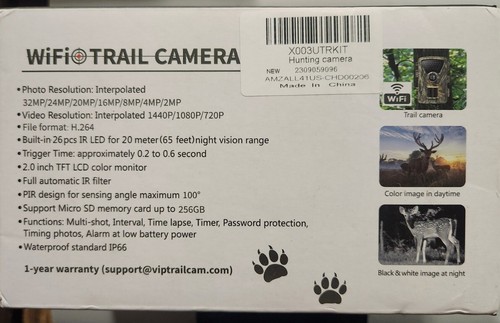 WiFi TRAIL CAMERA
X003UTRKIT
Hunting camera
NEW 2309059096
AMZALL41US-CHD00206
Made In China
•Photo Resolution: Interpolated
32MP/24MP/20MP/16MP/8MP/4MP/2MP
•Video Resolution: Interpolated 1440P/1080P/720P
•File format: H.264
•Built-in 26pcs IR LED for 20 meter(65 feet)night vision range
•Trigger Time: approximately 0.2 to 0.6 second
•2.0 inch TFT LCD color monitor
•Full automatic IR filter
•PIR design for sensing angle maximum 100°
•Support Micro SD memory card up to 256GB
•Functions: Multi-shot, Interval, Time lapse, Timer, Password protection,
Timing photos, Alarm at low battery power
•Waterproof standard IP66
1-year warranty (support@viptrailcam.com)
WiFi
Trail camera
Color image in daytime
Black & white image at night